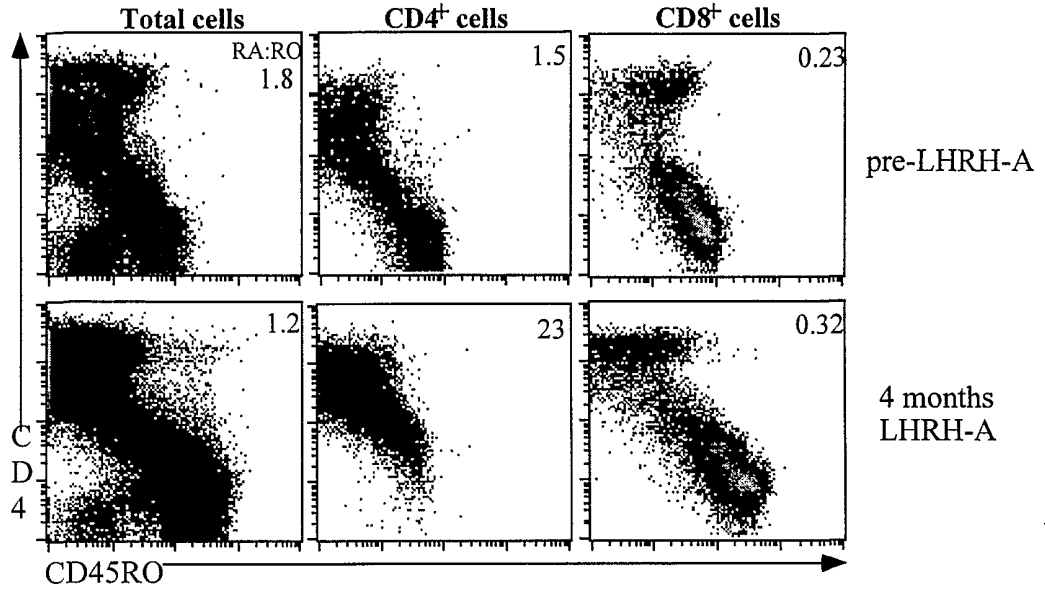 Total cells
CD4+ cells
CD8+ cells
RA:RO
1.8
1.5
0.23
pre-LHRH-A
1.2
23
0.32
4 months
LHRH-A
C
D
4
CD45RO